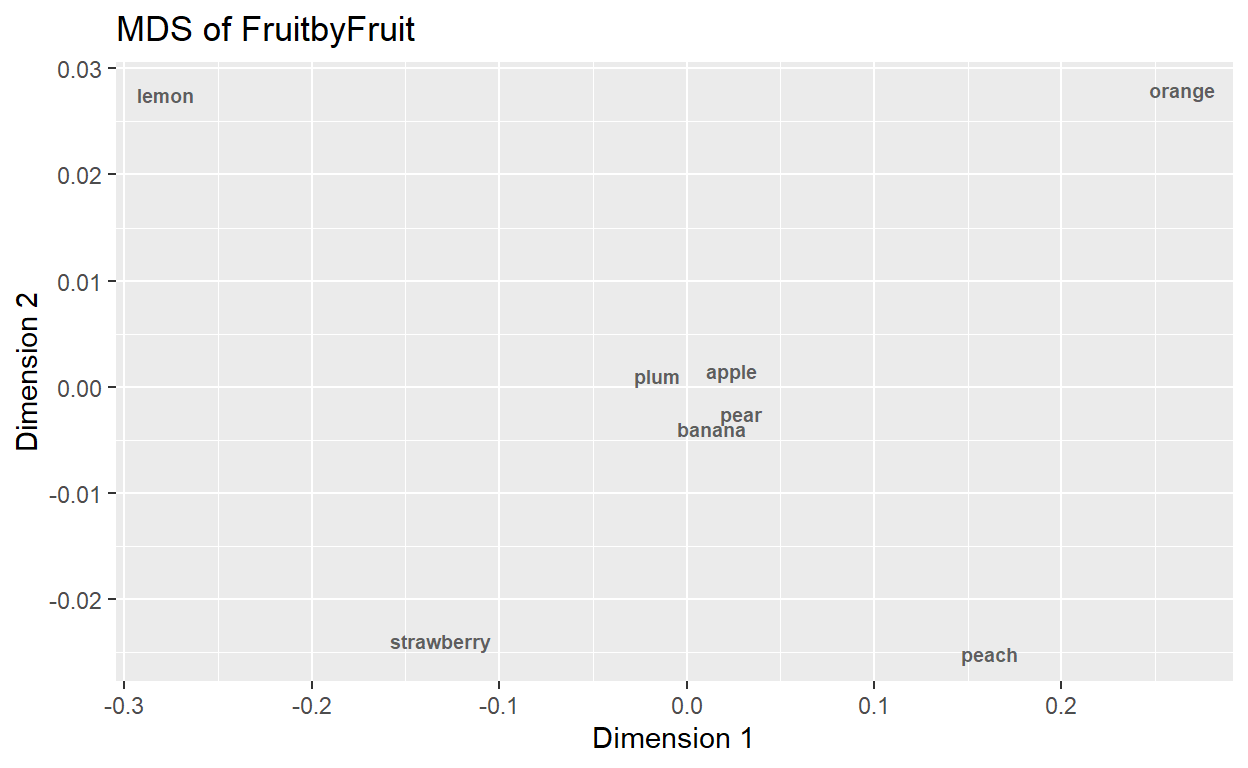 MDS of FruitbyFruit
0.03
lemon
orange
0.02
0.01
plum
apple
0.00
pear
banana
-0.01
-0.02
strawberry
peach
-0.3 -0.2 -0.1 0.0 0.1 0.2
Dimension 1
Dimension 2